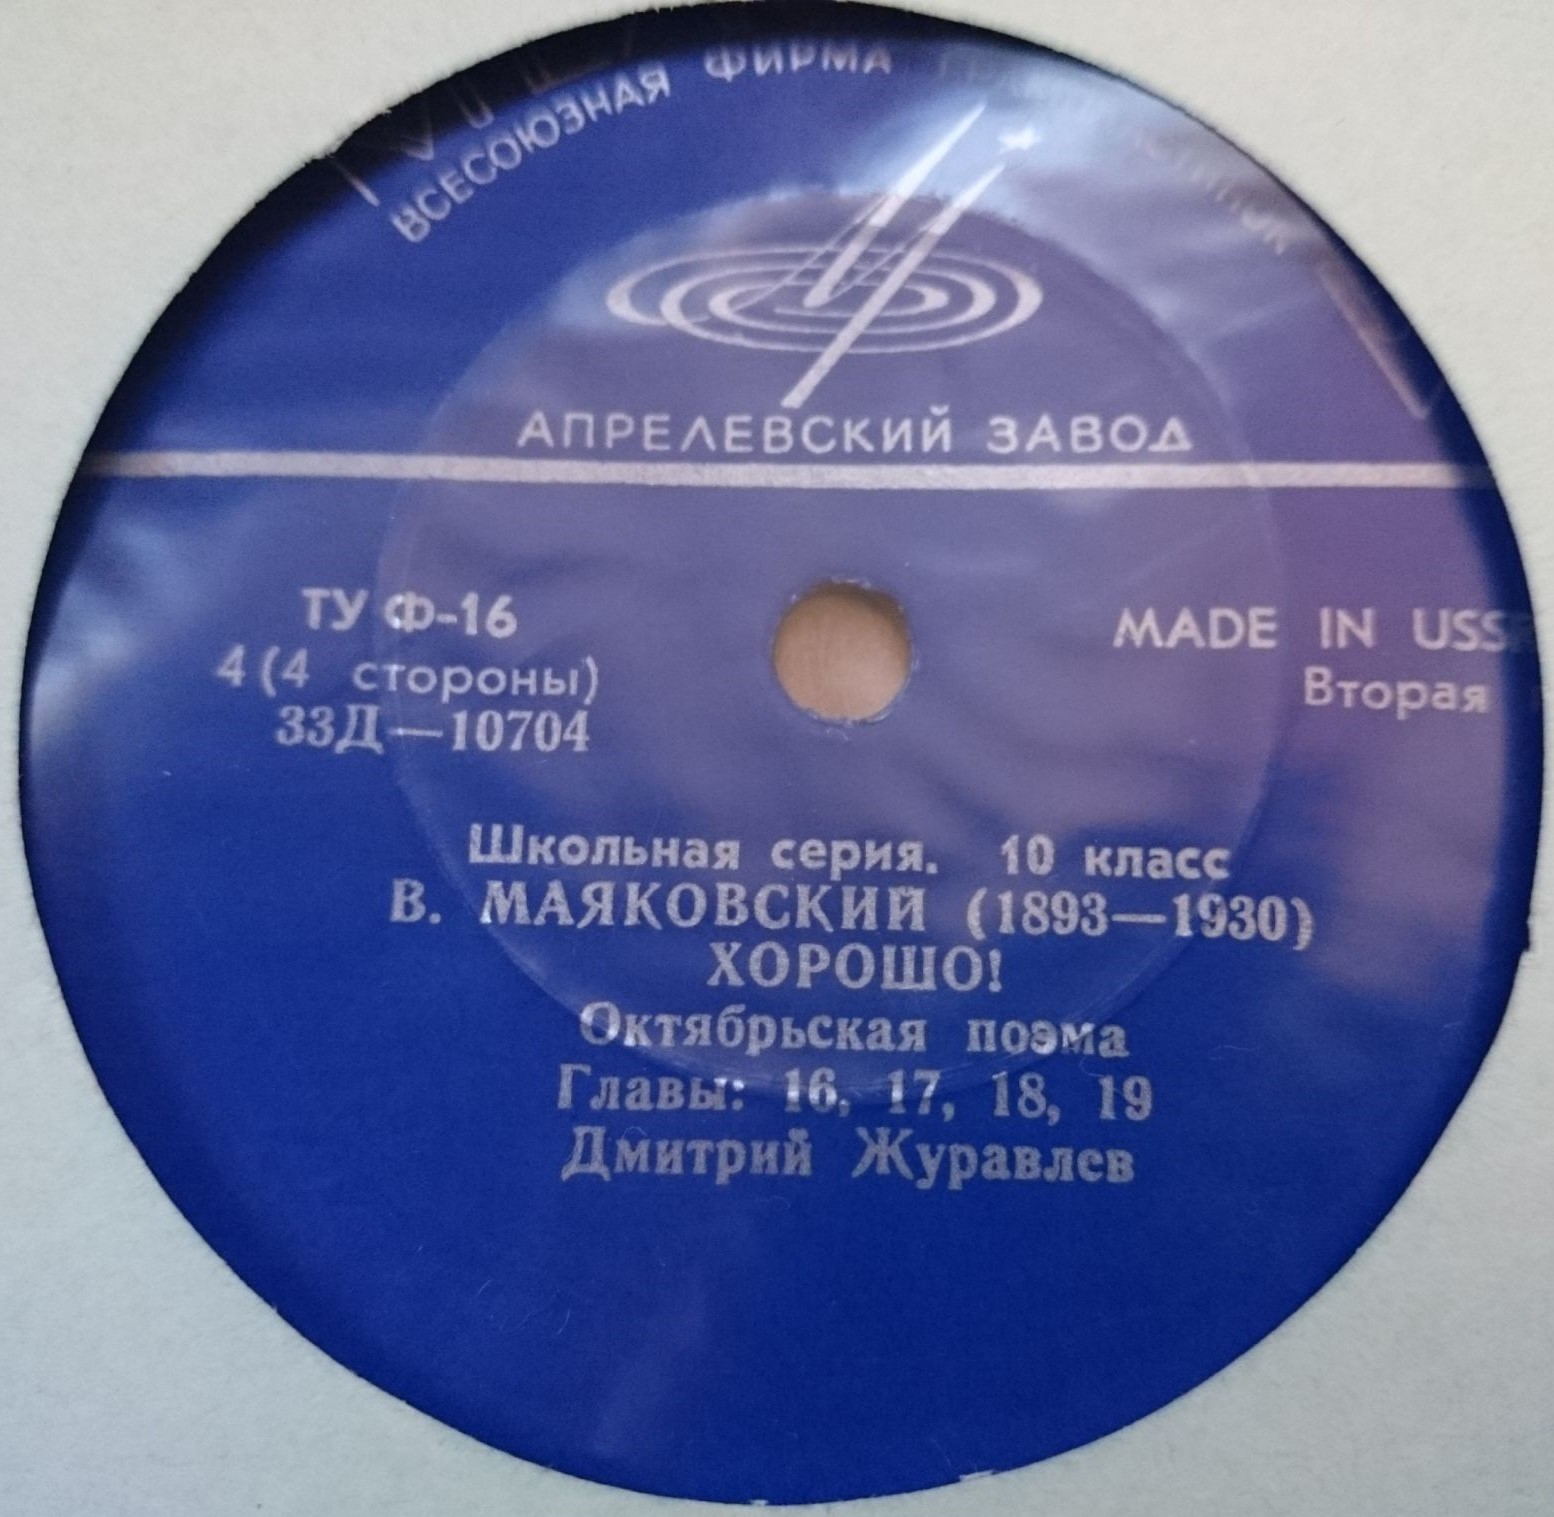 ВСЕСОЮЗНАЯ ФИРМА
АПРЕЛЕВСКИЙ ЗАВОД
ТУ Ф-16
4 (4 стороны)
33Д—10704
MADE IN USSR
Вторая
Школьная серия. 10 класс
В. МАЯКОВСКИЙ (1893—1930)
ХОРОШО!
Октябрьская поэма
Главы: 16, 17, 18, 19
Дмитрий Журавлев